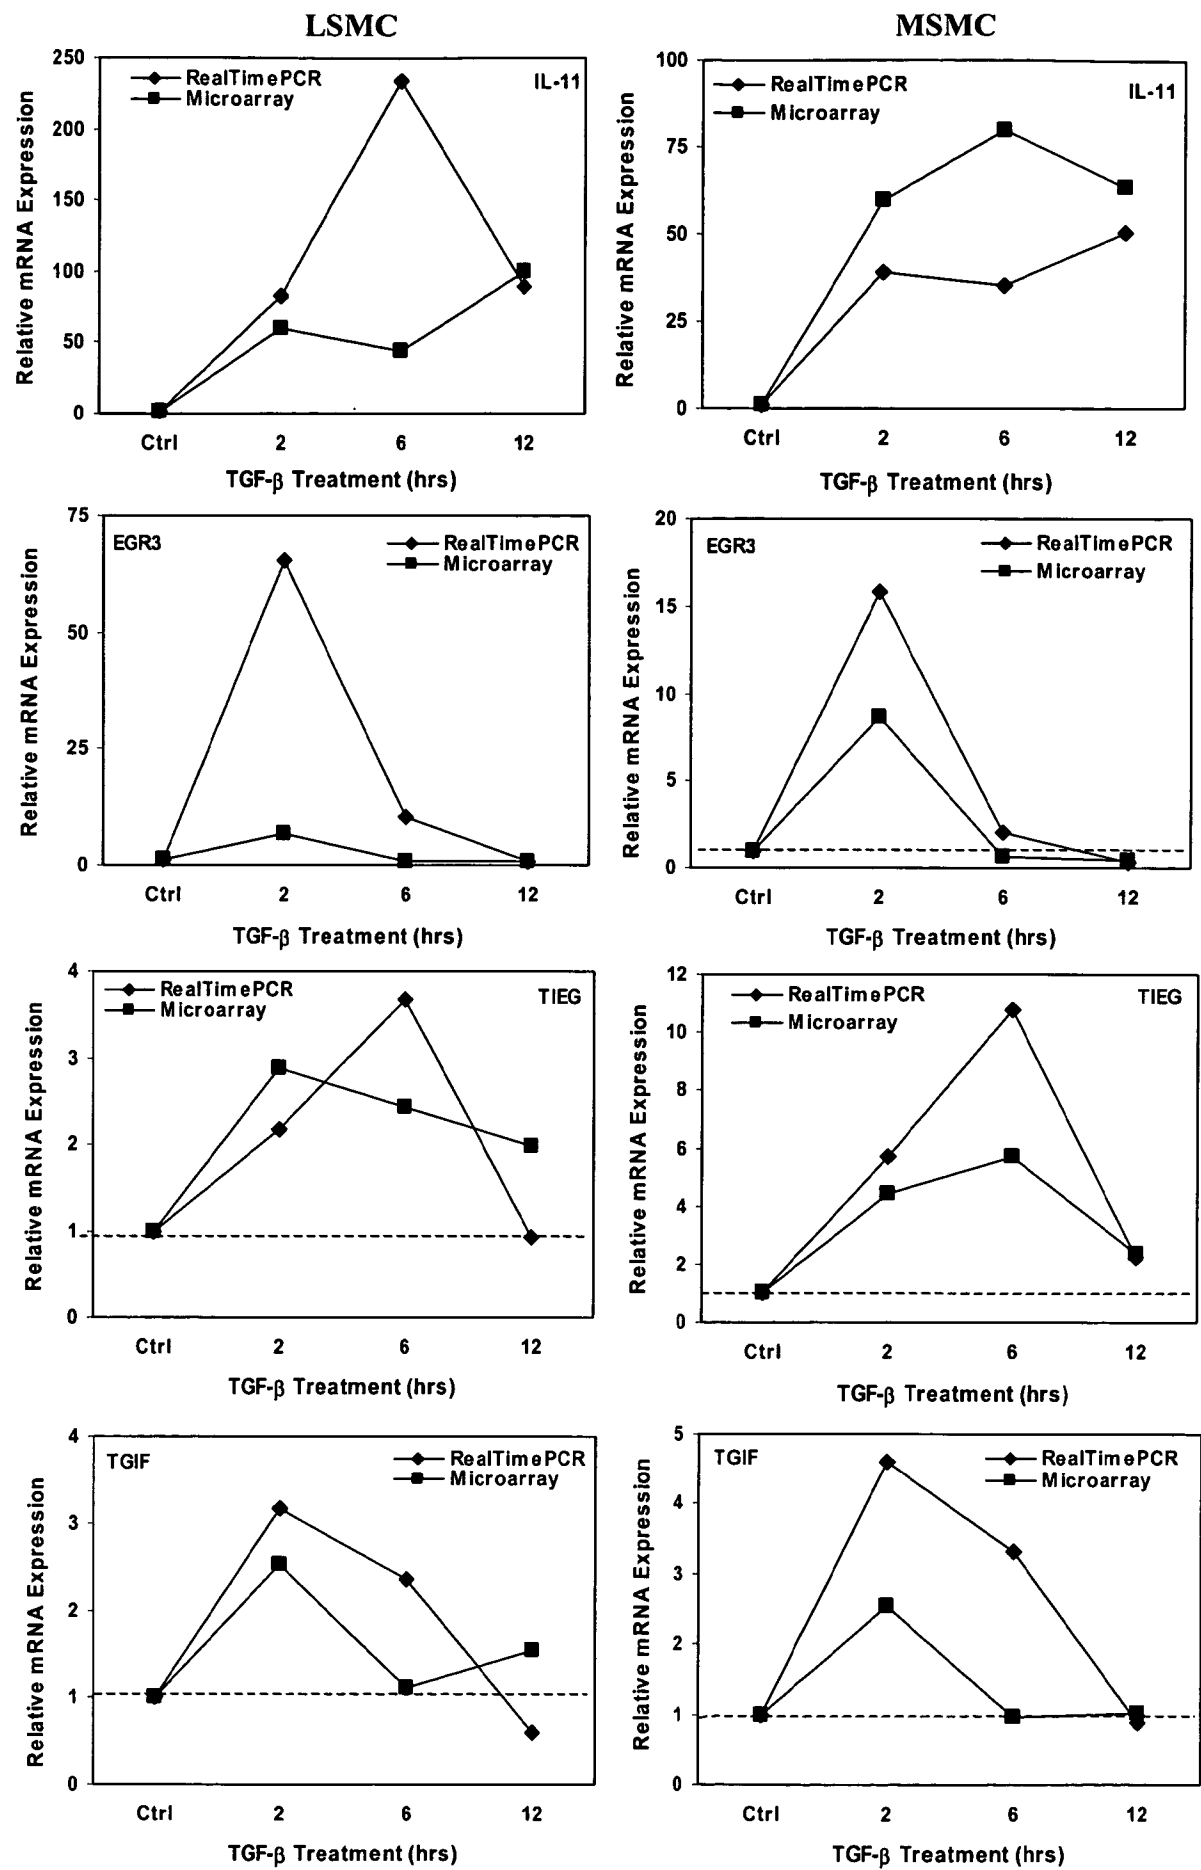 LSMC
MSMC
250
200
150
100
50
0
Relative mRNA Expression
RealTimePCR
Microarray
IL-11
Ctrl 2 6 12
TGF-β Treatment (hrs)
100
75
50
25
0
Relative mRNA Expression
RealTimePCR
Microarray
IL-11
Ctrl 2 6 12
TGF-β Treatment (hrs)
75
50
25
0
Relative mRNA Expression
EGR3
RealTimePCR
Microarray
Ctrl 2 6 12
TGF-β Treatment (hrs)
20
15
10
5
0
Relative mRNA Expression
EGR3
RealTimePCR
Microarray
Ctrl 2 6 12
TGF-β Treatment (hrs)
4
3
2
1
0
Relative mRNA Expression
RealTimePCR
Microarray
TIEG
Ctrl 2 6 12
TGF-β Treatment (hrs)
12
10
8
6
4
2
0
Relative mRNA Expression
RealTimePCR
Microarray
TIEG
Ctrl 2 6 12
TGF-β Treatment (hrs)
4
3
2
1
0
Relative mRNA Expression
TGIF
RealTimePCR
Microarray
Ctrl 2 6 12
TGF-β Treatment (hrs)
5
4
3
2
1
0
Relative mRNA Expression
TGIF
RealTimePCR
Microarray
Ctrl 2 6 12
TGF-β Treatment (hrs)